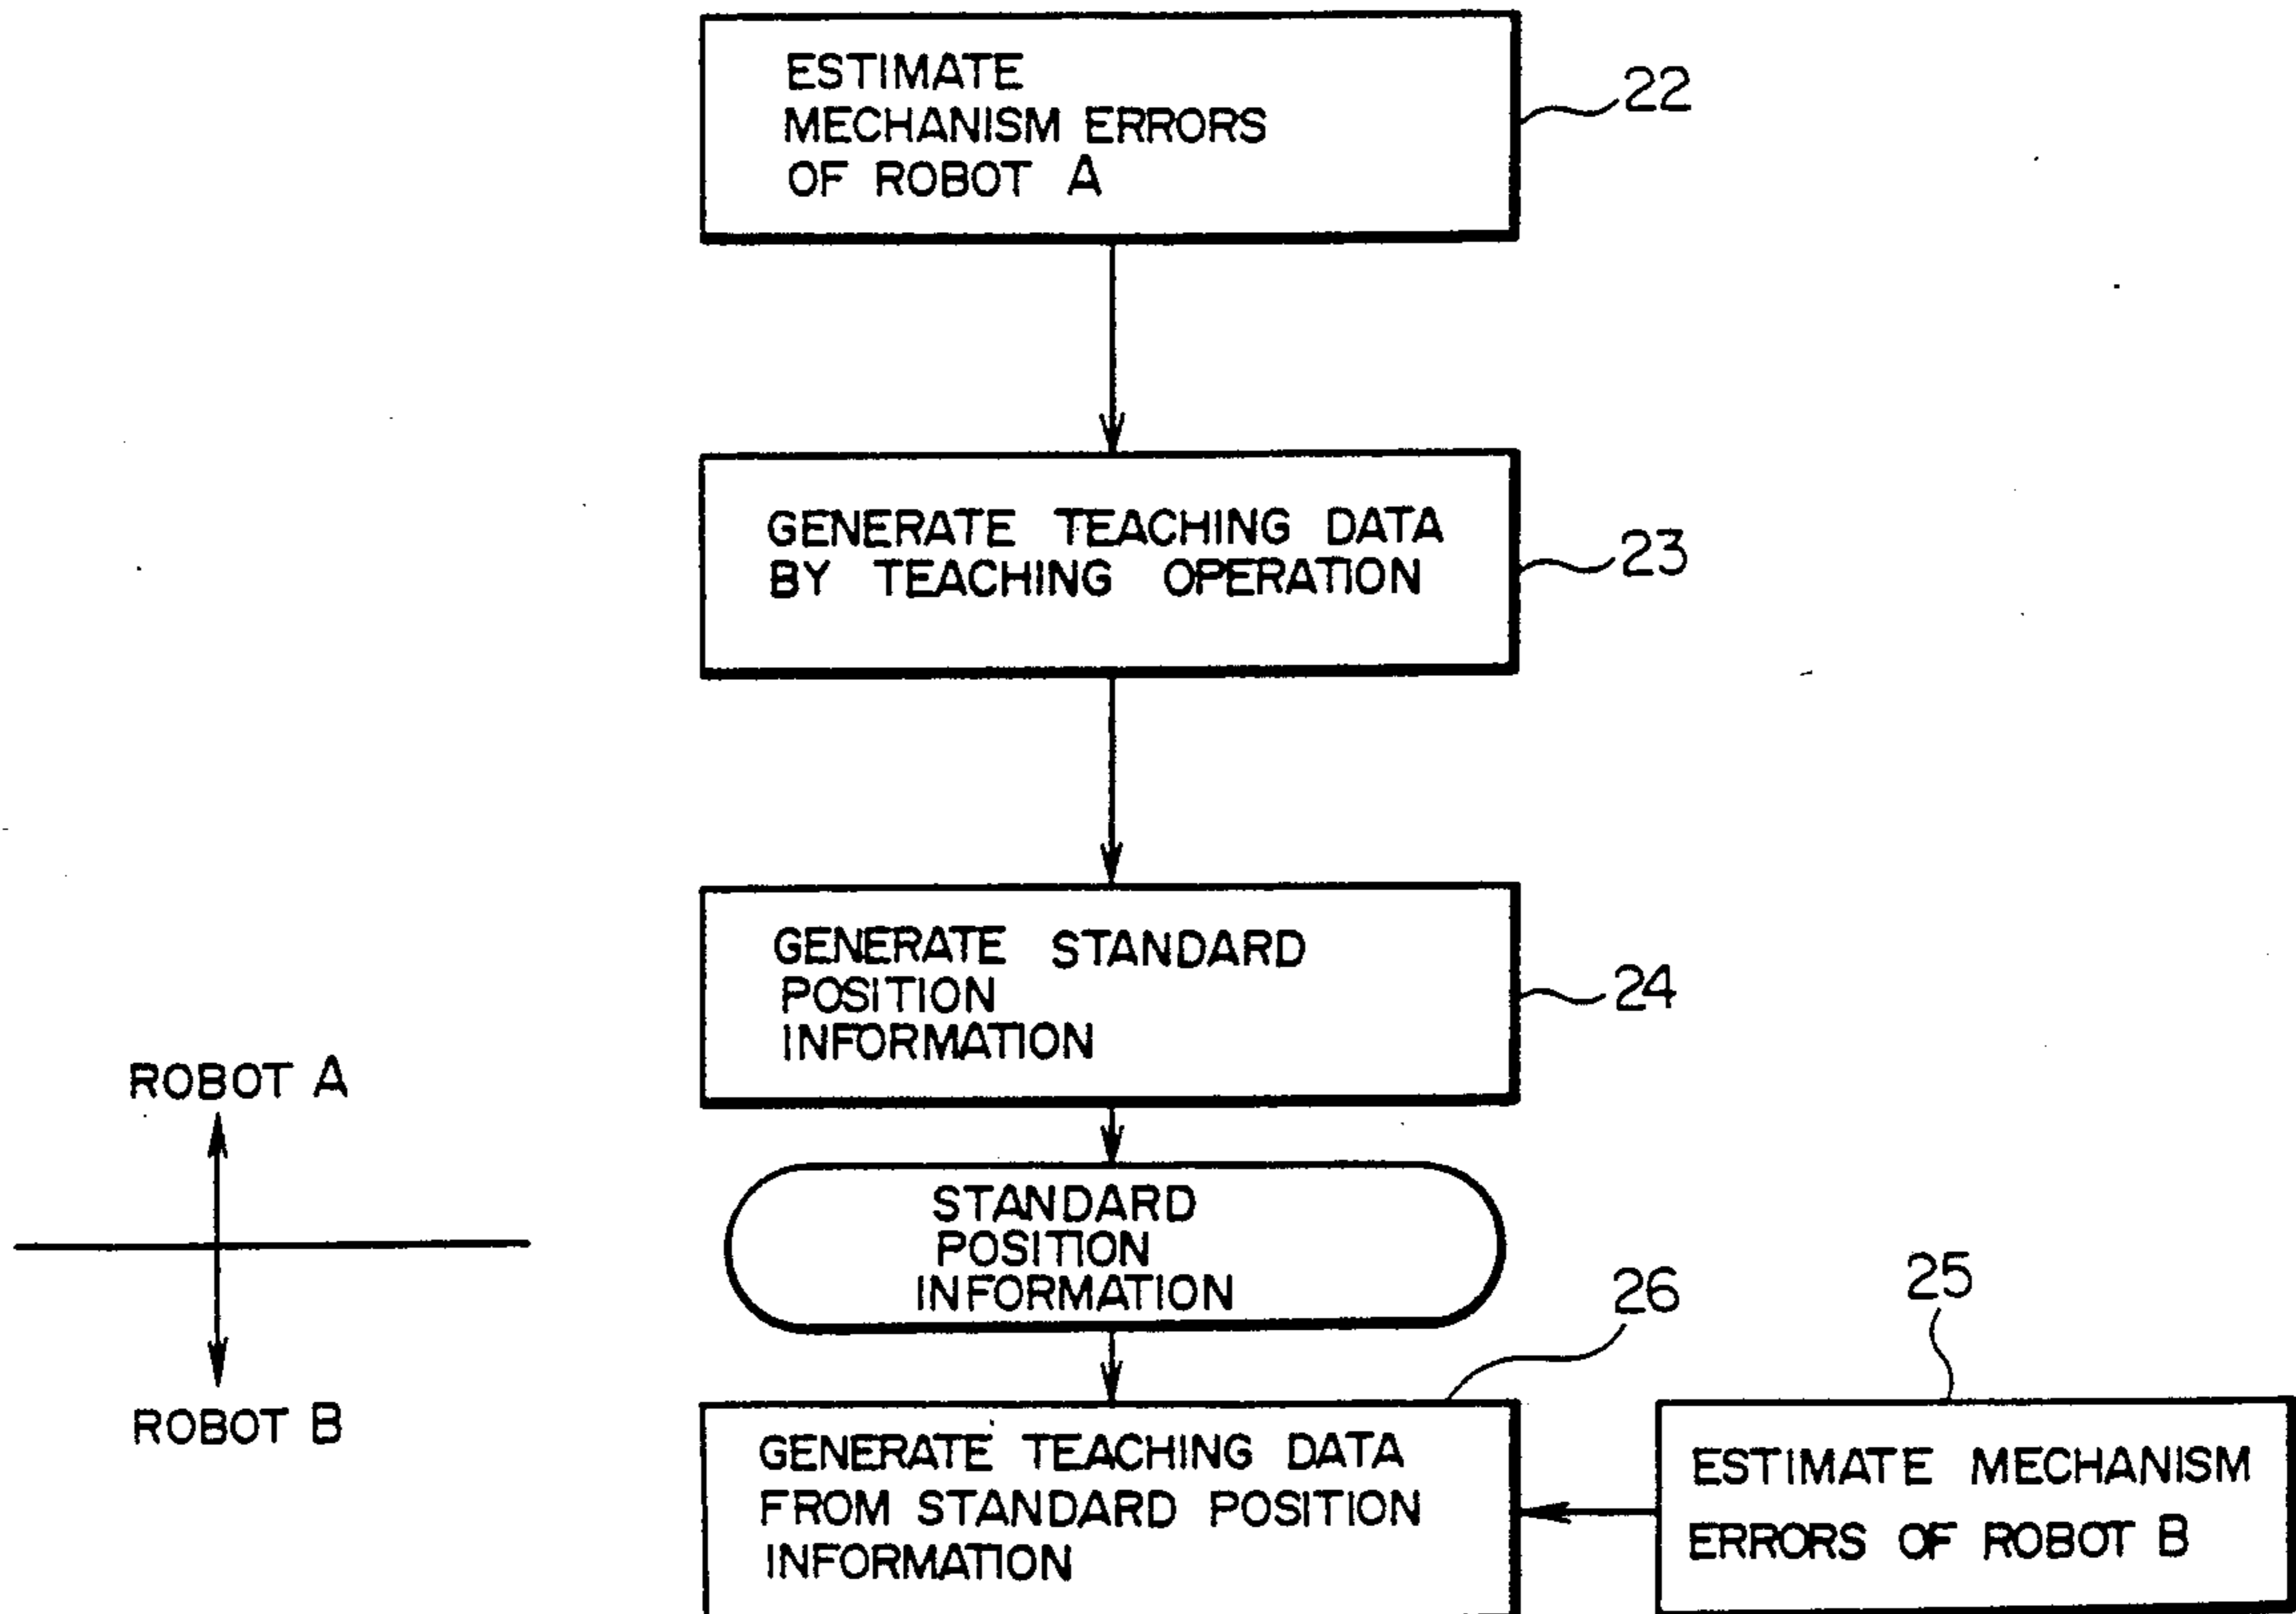 ESTIMATE
MECHANISM ERRORS
OF ROBOT A
22
GENERATE TEACHING DATA
BY TEACHING OPERATION
23
GENERATE STANDARD
POSITION
INFORMATION
24
ROBOT A
ROBOT B
STANDARD
POSITION
INFORMATION
26
25
GENERATE TEACHING DATA
FROM STANDARD POSITION
INFORMATION
ESTIMATE MECHANISM
ERRORS OF ROBOT B